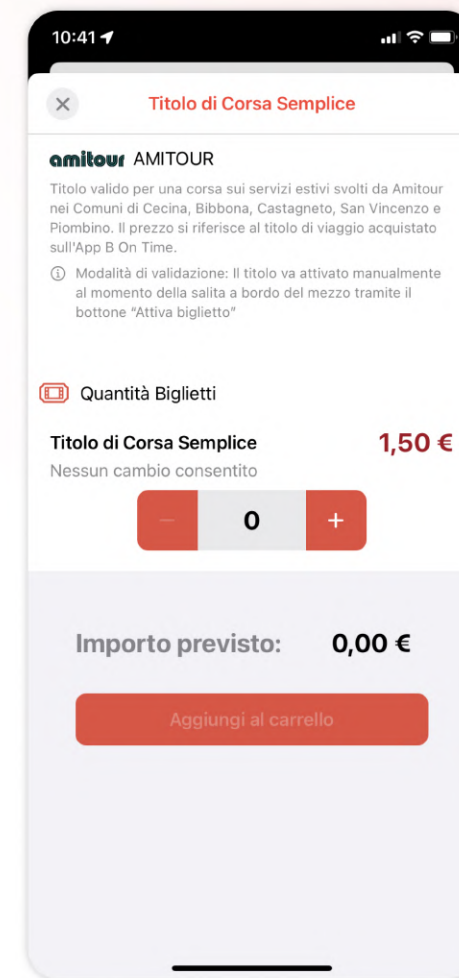 10:41
Titolo di Corsa Semplice
amitour AMITOUR
Titolo valido per una corsa sui servizi estivi svolti da Amitour
nei Comuni di Cecina, Bibbona, Castagneto, San Vincenzo e
Piombino. Il prezzo si riferisce al titolo di viaggio acquistato
sull'App B On Time.
Modalità di validazione: Il titolo va attivato manualmente
al momento della salita a bordo del mezzo tramite il
bottone “Attiva biglietto”
Quantità Biglietti
Titolo di Corsa Semplice 1,50 €
Nessun cambio consentito
− 0 +
Importo previsto: 0,00 €
Aggiungi al carrello